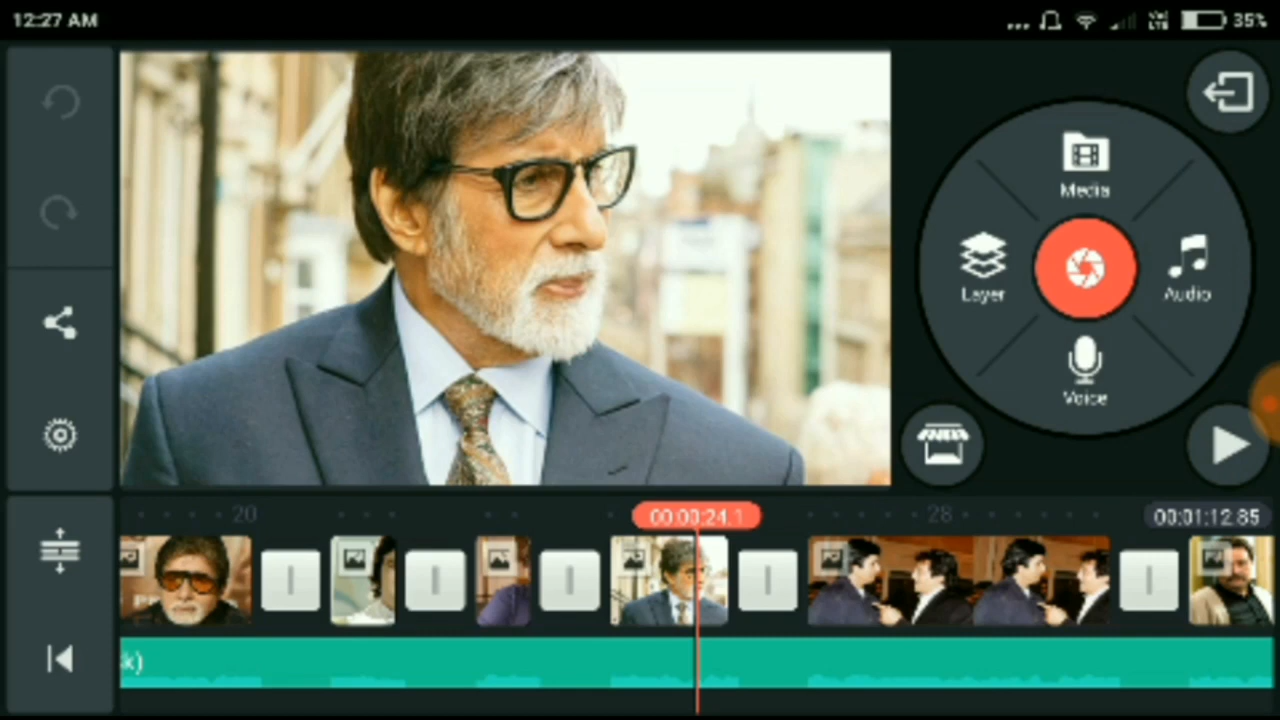 12:27 AM
35%
Media
Layer
Audio
Voice
20
00:00:24.1
28
00:01:12.85
k)